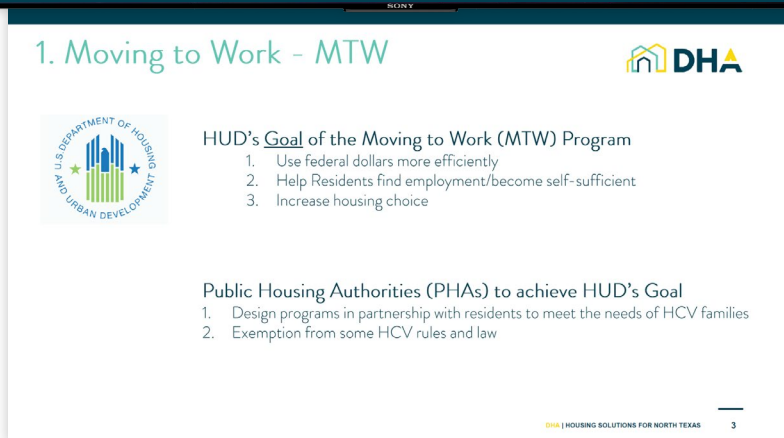 SONY
1. Moving to Work - MTW
DHA
U.S. DEPARTMENT OF HOUSING AND URBAN DEVELOPMENT
HUD's Goal of the Moving to Work (MTW) Program
1. Use federal dollars more efficiently
2. Help Residents find employment/become self-sufficient
3. Increase housing choice
Public Housing Authorities (PHAs) to achieve HUD's Goal
1. Design programs in partnership with residents to meet the needs of HCV families
2. Exemption from some HCV rules and law
DHA | HOUSING SOLUTIONS FOR NORTH TEXAS 3